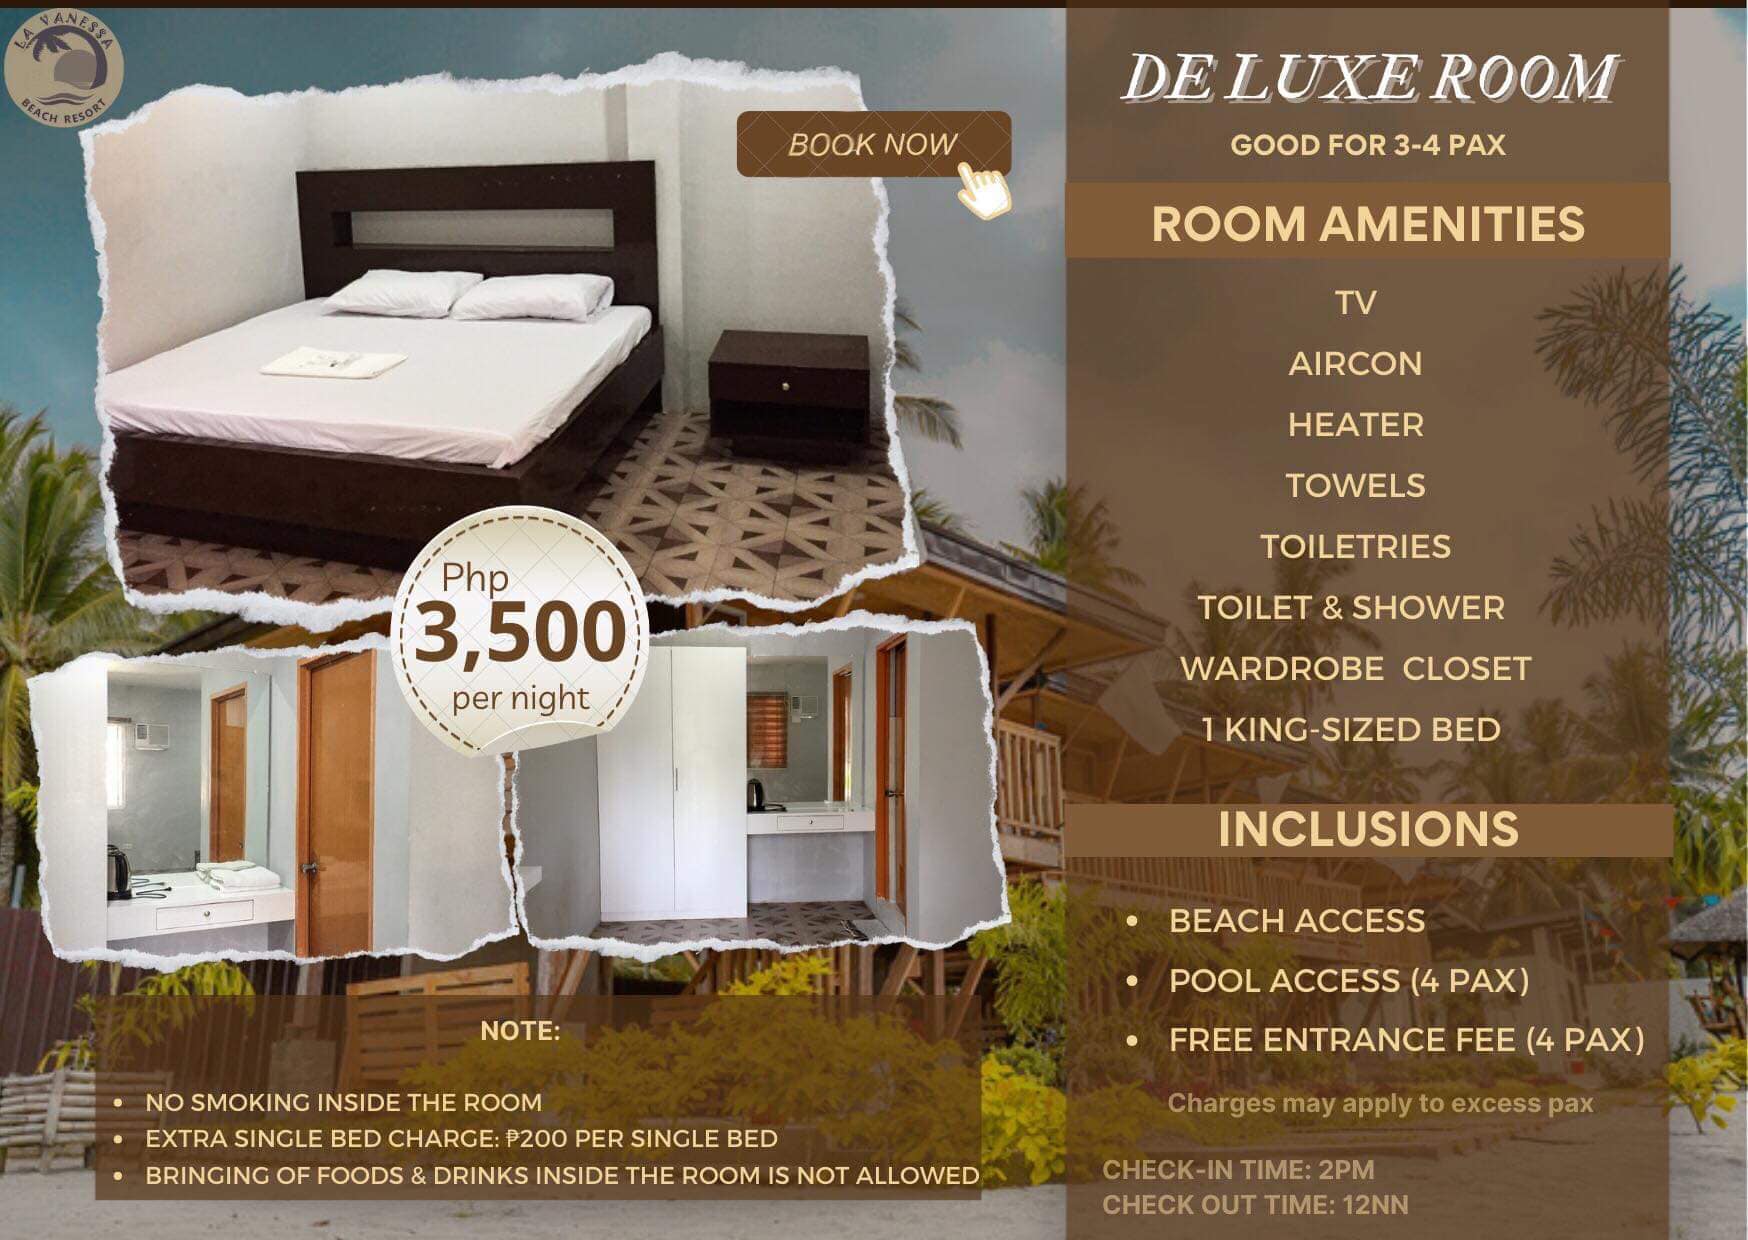 LA VANESSA
BEACH RESORT
BOOK NOW
Php
3,500
per night
DE LUXE ROOM
GOOD FOR 3-4 PAX
ROOM AMENITIES
TV
AIRCON
HEATER
TOWELS
TOILETRIES
TOILET & SHOWER
WARDROBE CLOSET
1 KING-SIZED BED
INCLUSIONS
• BEACH ACCESS
• POOL ACCESS (4 PAX)
• FREE ENTRANCE FEE (4 PAX)
Charges may apply to excess pax
CHECK-IN TIME: 2PM
CHECK OUT TIME: 12NN
NOTE:
• NO SMOKING INSIDE THE ROOM
• EXTRA SINGLE BED CHARGE: ₱200 PER SINGLE BED
• BRINGING OF FOODS & DRINKS INSIDE THE ROOM IS NOT ALLOWED